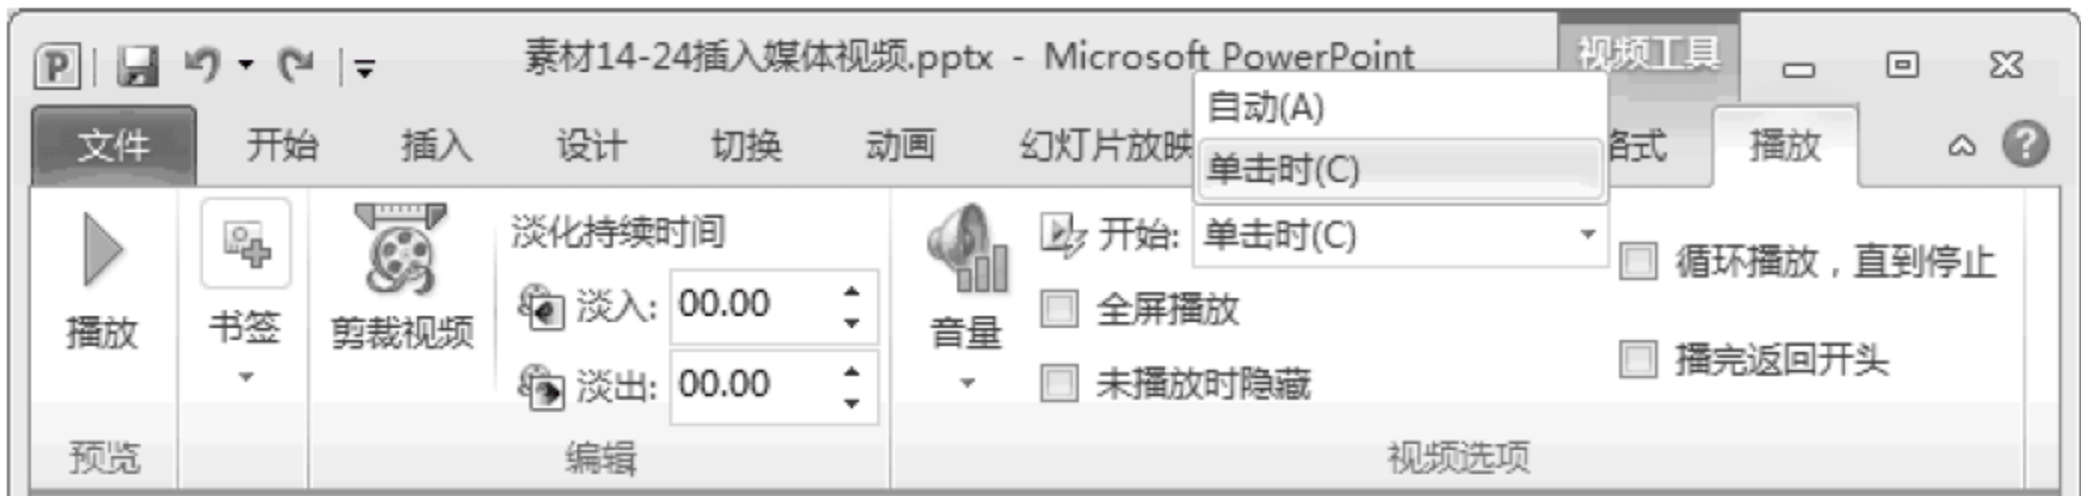 素材14-24插入媒体视频.pptx - Microsoft PowerPoint
视频工具
文件 开始 插入 设计 切换 动画 幻灯片放映 格式 播放
自动(A)
单击时(C)
播放
书签
剪裁视频
淡化持续时间
淡入: 00.00
淡出: 00.00
音量
开始: 单击时(C)
全屏播放
未播放时隐藏
循环播放，直到停止
播完返回开头
预览 编辑 视频选项